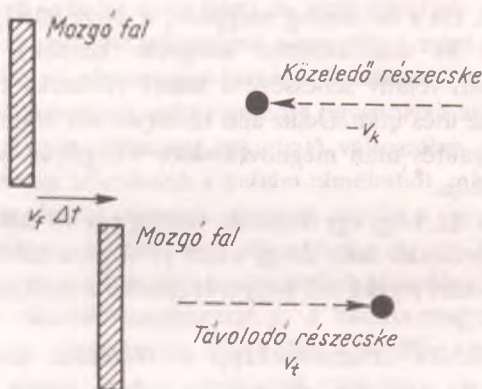 Mozgó fal
Közeledő részecske
-v_k
v_f Δt
Mozgó fal
Távolodó részecske
v_t